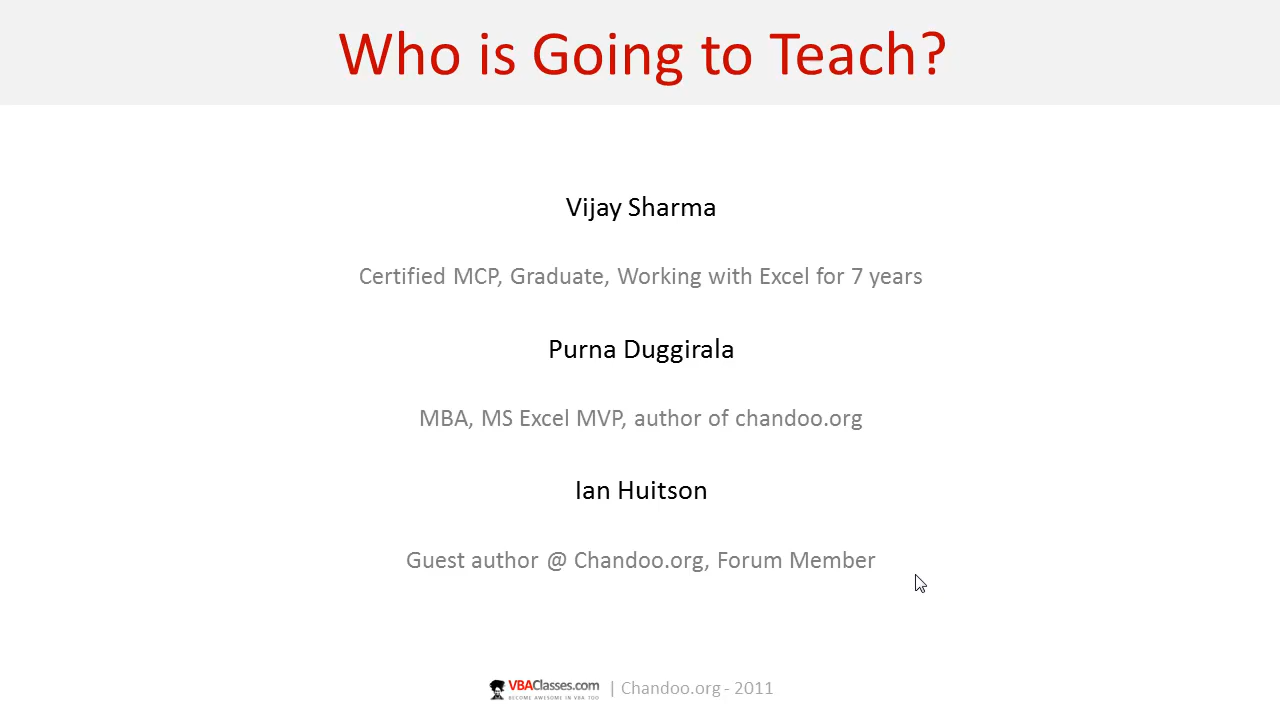 Who is Going to Teach?
Vijay Sharma
Certified MCP, Graduate, Working with Excel for 7 years
Purna Duggirala
MBA, MS Excel MVP, author of chandoo.org
Ian Huitson
Guest author @ Chandoo.org, Forum Member
VBAClasses.com | Chandoo.org - 2011
BECOME AWESOME IN VBA TOO